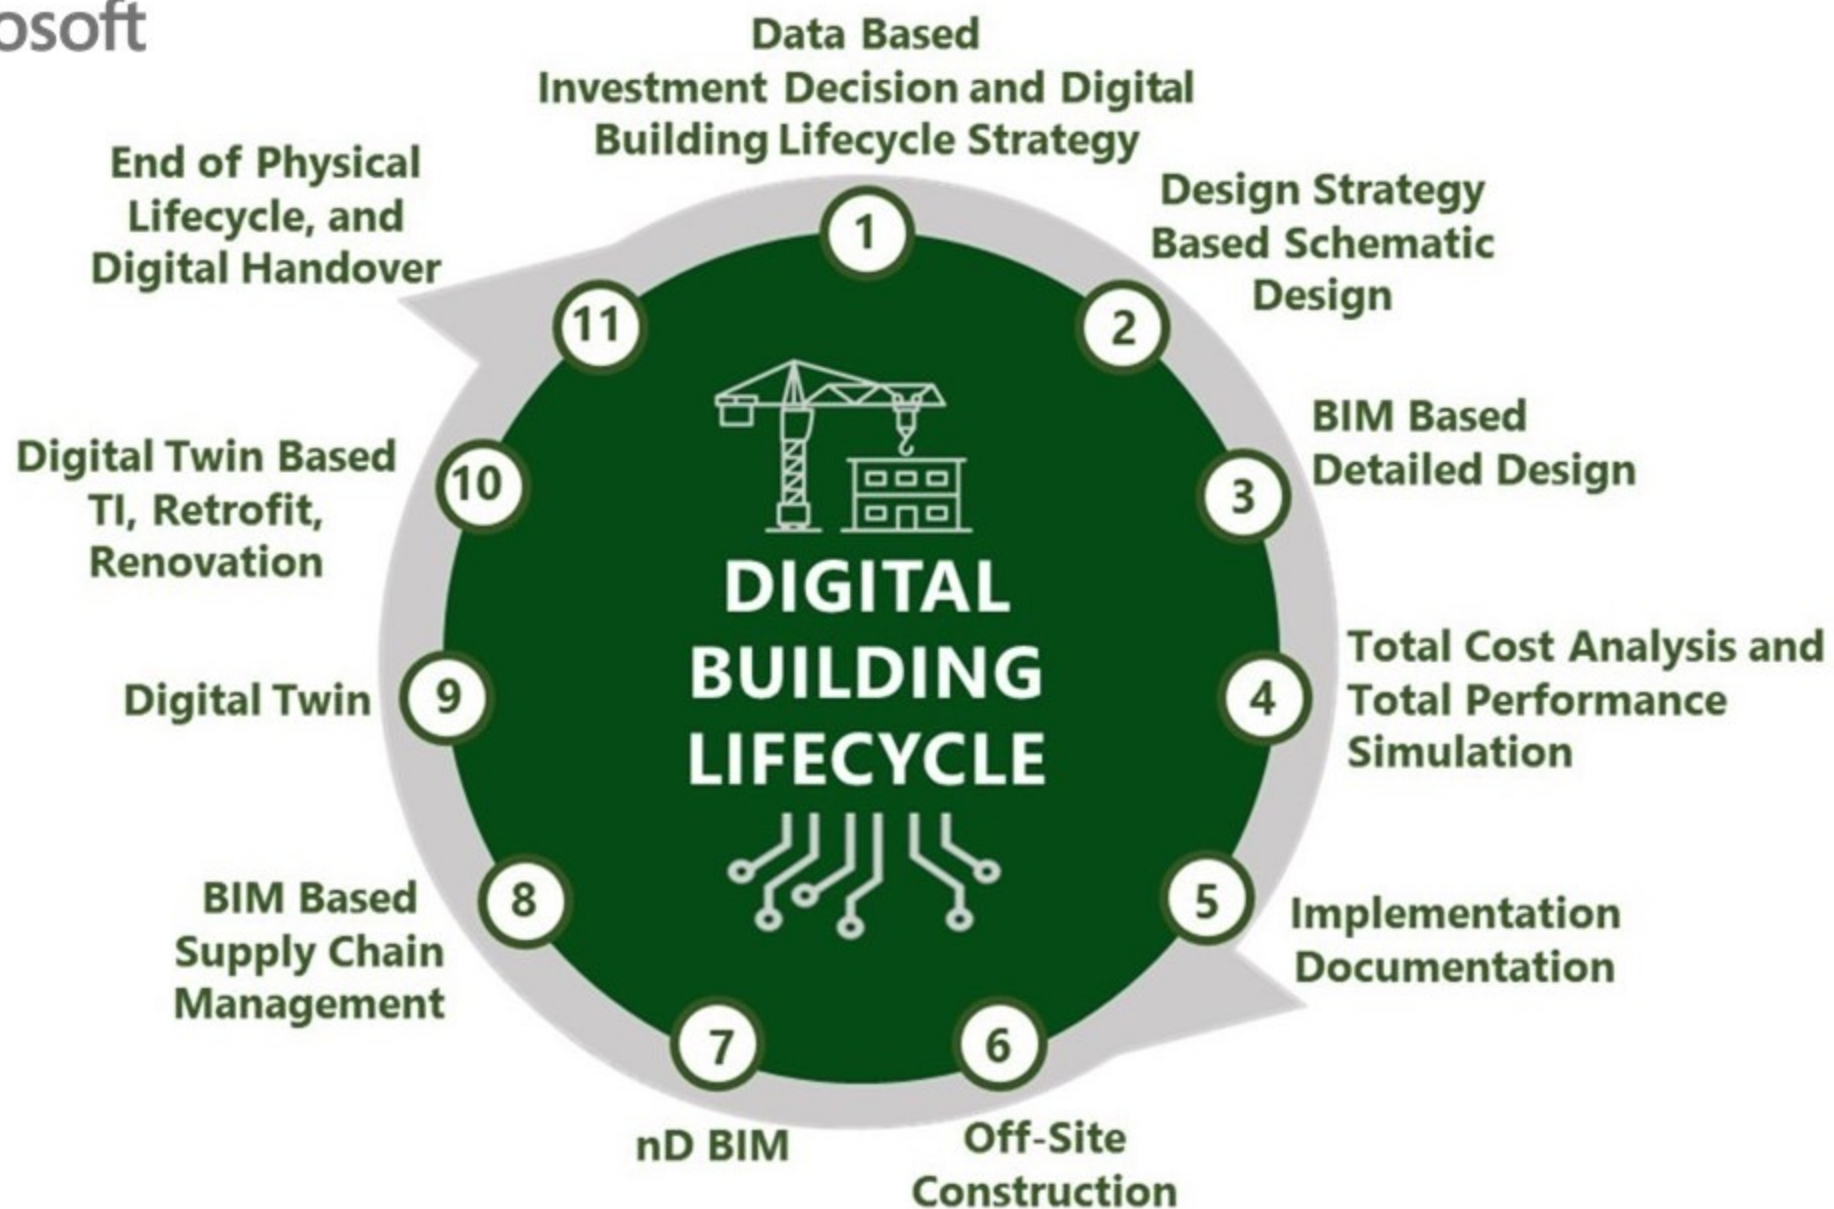 osoft
Data Based
Investment Decision and Digital
Building Lifecycle Strategy
1
Design Strategy
Based Schematic
Design
2
BIM Based
Detailed Design
3
Total Cost Analysis and
Total Performance
Simulation
4
Implementation
Documentation
5
Off-Site
Construction
6
nD BIM
7
BIM Based
Supply Chain
Management
8
Digital Twin
9
Digital Twin Based
TI, Retrofit,
Renovation
10
End of Physical
Lifecycle, and
Digital Handover
11
DIGITAL
BUILDING
LIFECYCLE